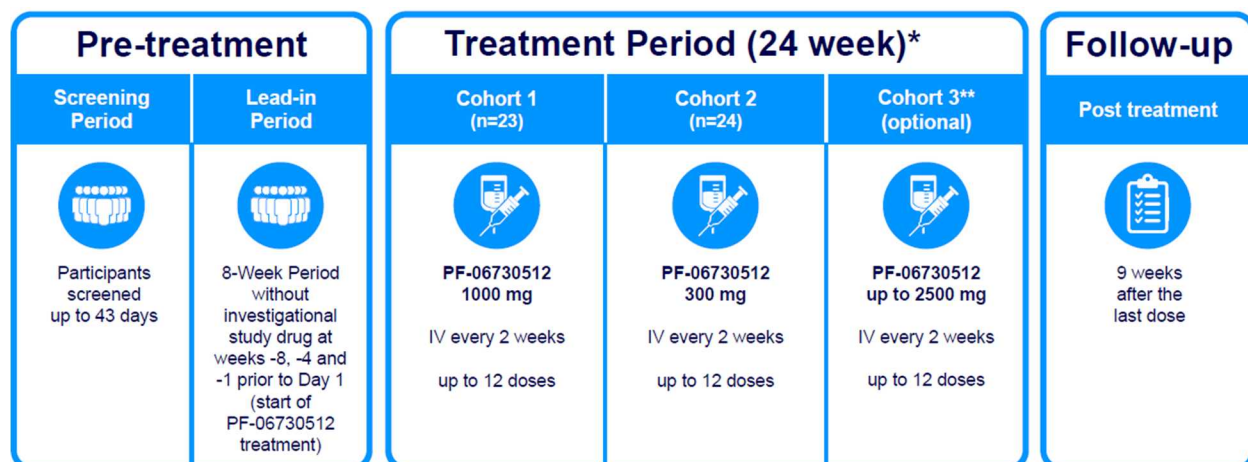 Pre-treatment
Screening
Period
Participants
screened
up to 43 days
Lead-in
Period
8-Week Period
without
investigational
study drug at
weeks -8, -4 and
-1 prior to Day 1
(start of
PF-06730512
treatment)
Treatment Period (24 week)*
Cohort 1
(n=23)
PF-06730512
1000 mg
IV every 2 weeks
up to 12 doses
Cohort 2
(n=24)
PF-06730512
300 mg
IV every 2 weeks
up to 12 doses
Cohort 3**
(optional)
PF-06730512
up to 2500 mg
IV every 2 weeks
up to 12 doses
Follow-up
Post treatment
9 weeks
after the
last dose